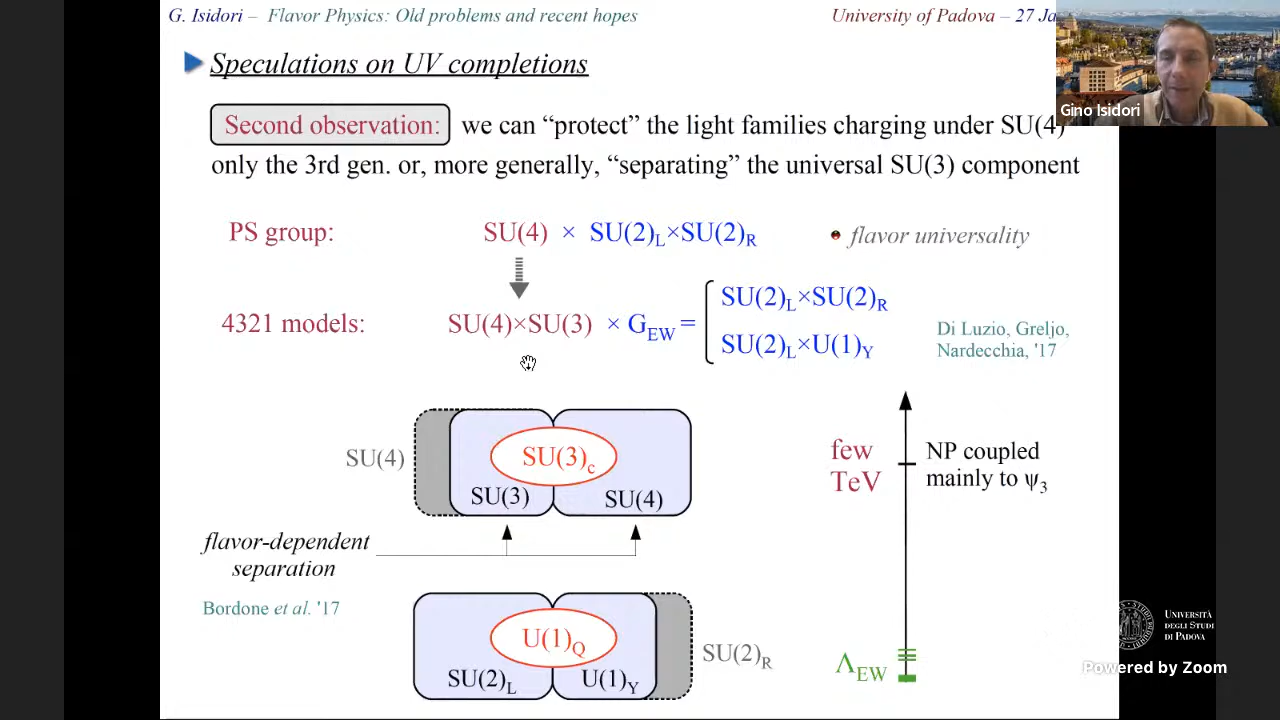 G. Isidori – Flavor Physics: Old problems and recent hopes
University of Padova – 27 Ja
Gino Isidori
Speculations on UV completions
Second observation: we can “protect” the light families charging under SU(4)
only the 3rd gen. or, more generally, “separating” the universal SU(3) component
PS group: SU(4) × SU(2)L×SU(2)R • flavor universality
4321 models: SU(4)×SU(3) × GEW = SU(2)L×SU(2)R
SU(2)L×U(1)Y
Di Luzio, Greljo,
Nardecchia, '17
SU(4) SU(3)c
SU(3) SU(4)
few
TeV
NP coupled
mainly to ψ3
flavor-dependent
separation
Bordone et al. '17
U(1)Q
SU(2)L U(1)Y
SU(2)R
ΛEW
UNIVERSITÀ
DEGLI STUDI
DI PADOVA
Powered by Zoom